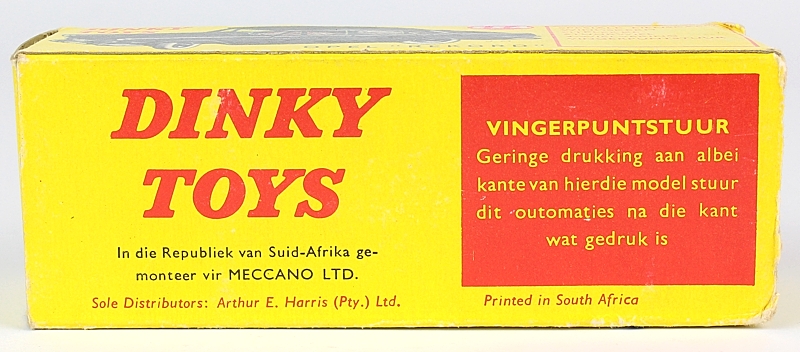 OPEL "REKORD"
DINKY
TOYS
In die Republiek van Suid-Afrika ge-
monteer vir MECCANO LTD.
Sole Distributors: Arthur E. Harris (Pty.) Ltd.
VINGERPUNTSTUUR
Geringe drukking aan albei
kante van hierdie model stuur
dit outomaties na die kant
wat gedruk is
Printed in South Africa